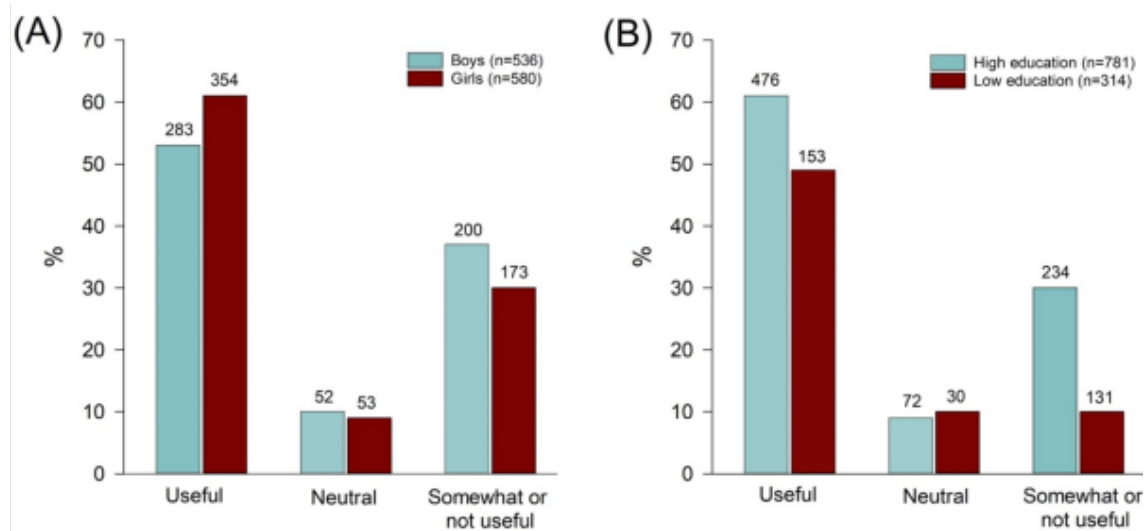 (A)
70
60
50
40
30
20
10
0
%
Boys (n=536)
Girls (n=580)
283
354
52
53
200
173
Useful
Neutral
Somewhat or
not useful
(B)
70
60
50
40
30
20
10
0
%
High education (n=781)
Low education (n=314)
476
153
72
30
234
131
Useful
Neutral
Somewhat or
not useful